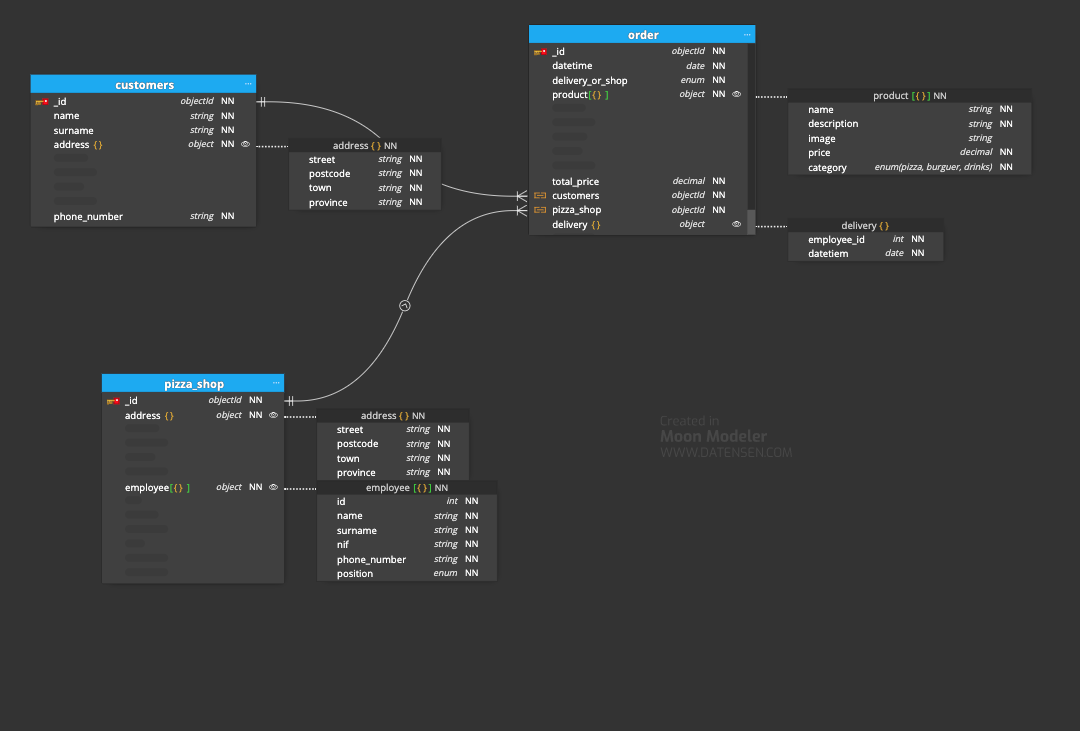 customers
_id objectId NN
name string NN
surname string NN
address {} object NN
phone_number string NN
address {} NN
street string NN
postcode string NN
town string NN
province string NN
order
_id objectId NN
datetime date NN
delivery_or_shop enum NN
product[{} ] object NN
total_price decimal NN
customers objectId NN
pizza_shop objectId NN
delivery {} object
product [{}] NN
name string NN
description string NN
image string
price decimal NN
category enum(pizza, burguer, drinks) NN
delivery {}
employee_id int NN
datetiem date NN
pizza_shop
_id objectId NN
address {} object NN
employee[{} ] object NN
address {} NN
street string NN
postcode string NN
town string NN
province string NN
employee [{}] NN
id int NN
name string NN
surname string NN
nif string NN
phone_number string NN
position enum NN
Created in
Moon Modeler
WWW.DATENSEN.COM